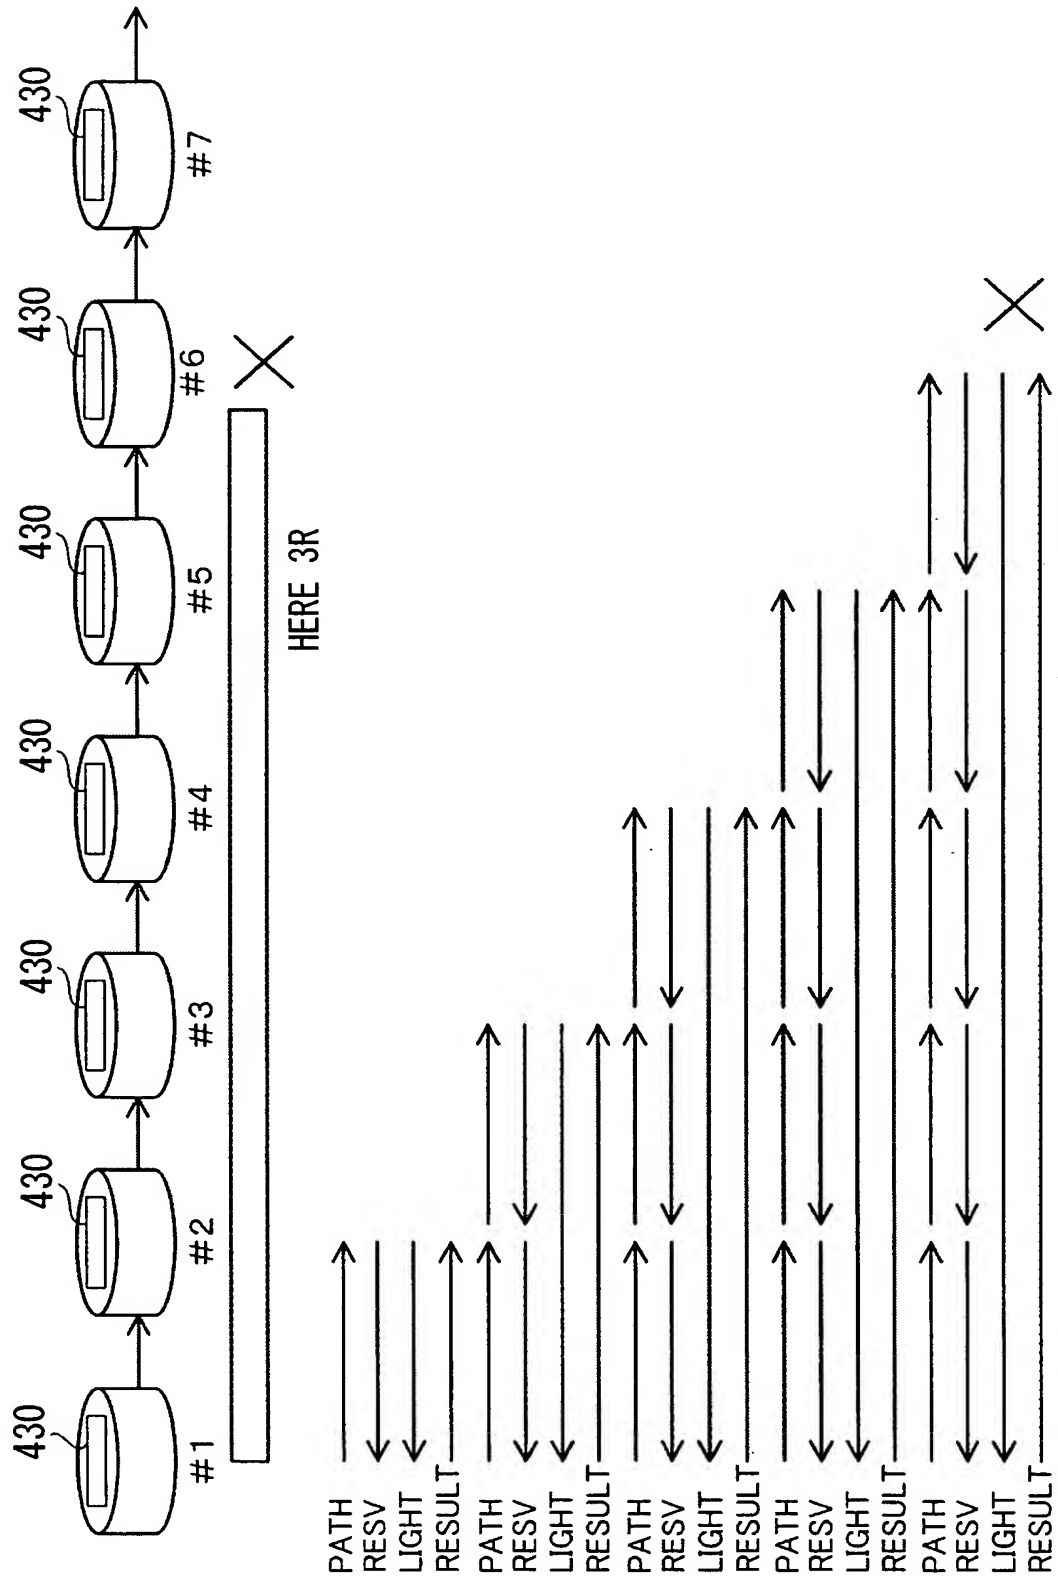 430
430
430
430
430
430
430
#1
#2
#3
#4
#5
#6
#7
HERE 3R
PATH
RESV
LIGHT
RESULT
PATH
RESV
LIGHT
RESULT
PATH
RESV
LIGHT
RESULT
PATH
RESV
LIGHT
RESULT
PATH
RESV
LIGHT
RESULT